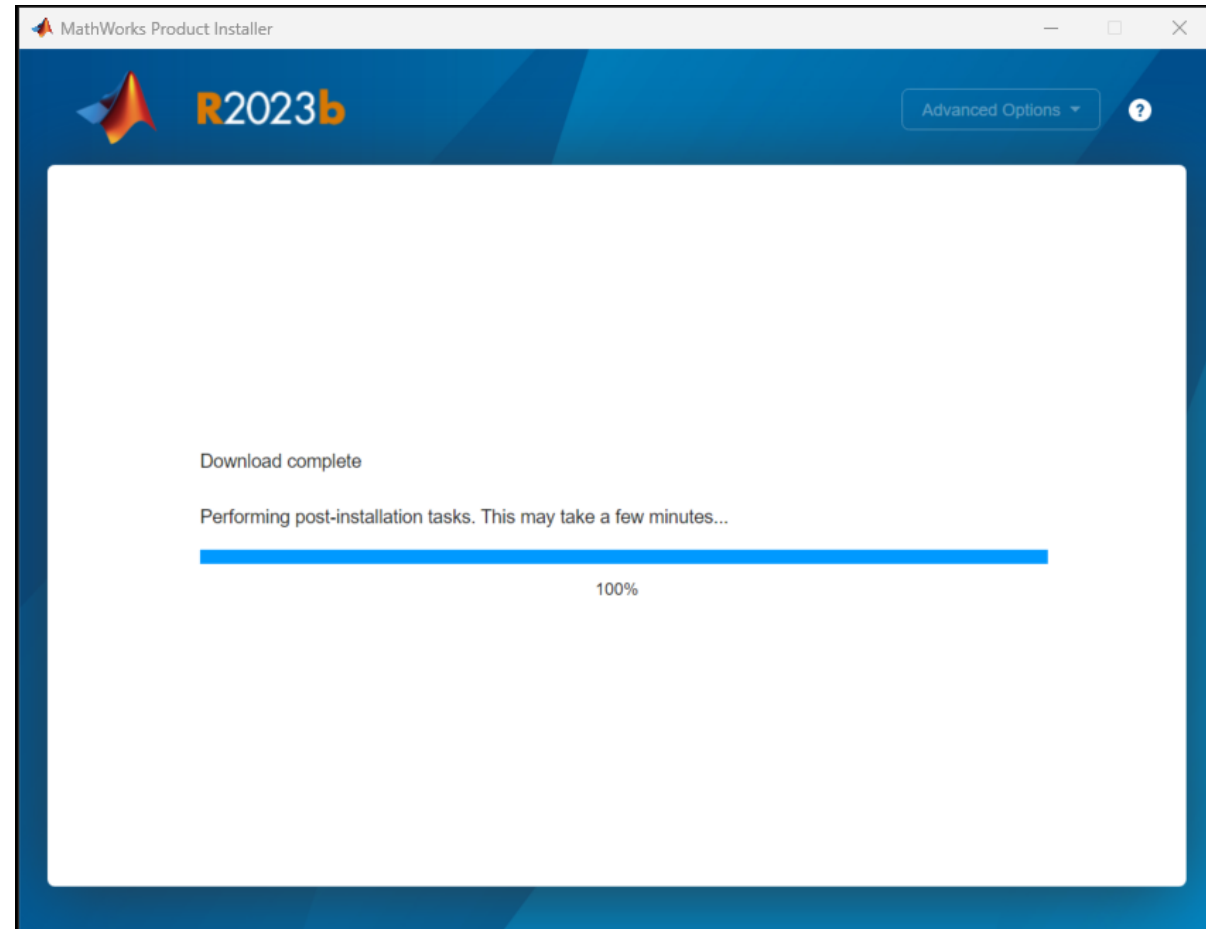 MathWorks Product Installer
R2023b
Advanced Options
?
Download complete
Performing post-installation tasks. This may take a few minutes...
100%